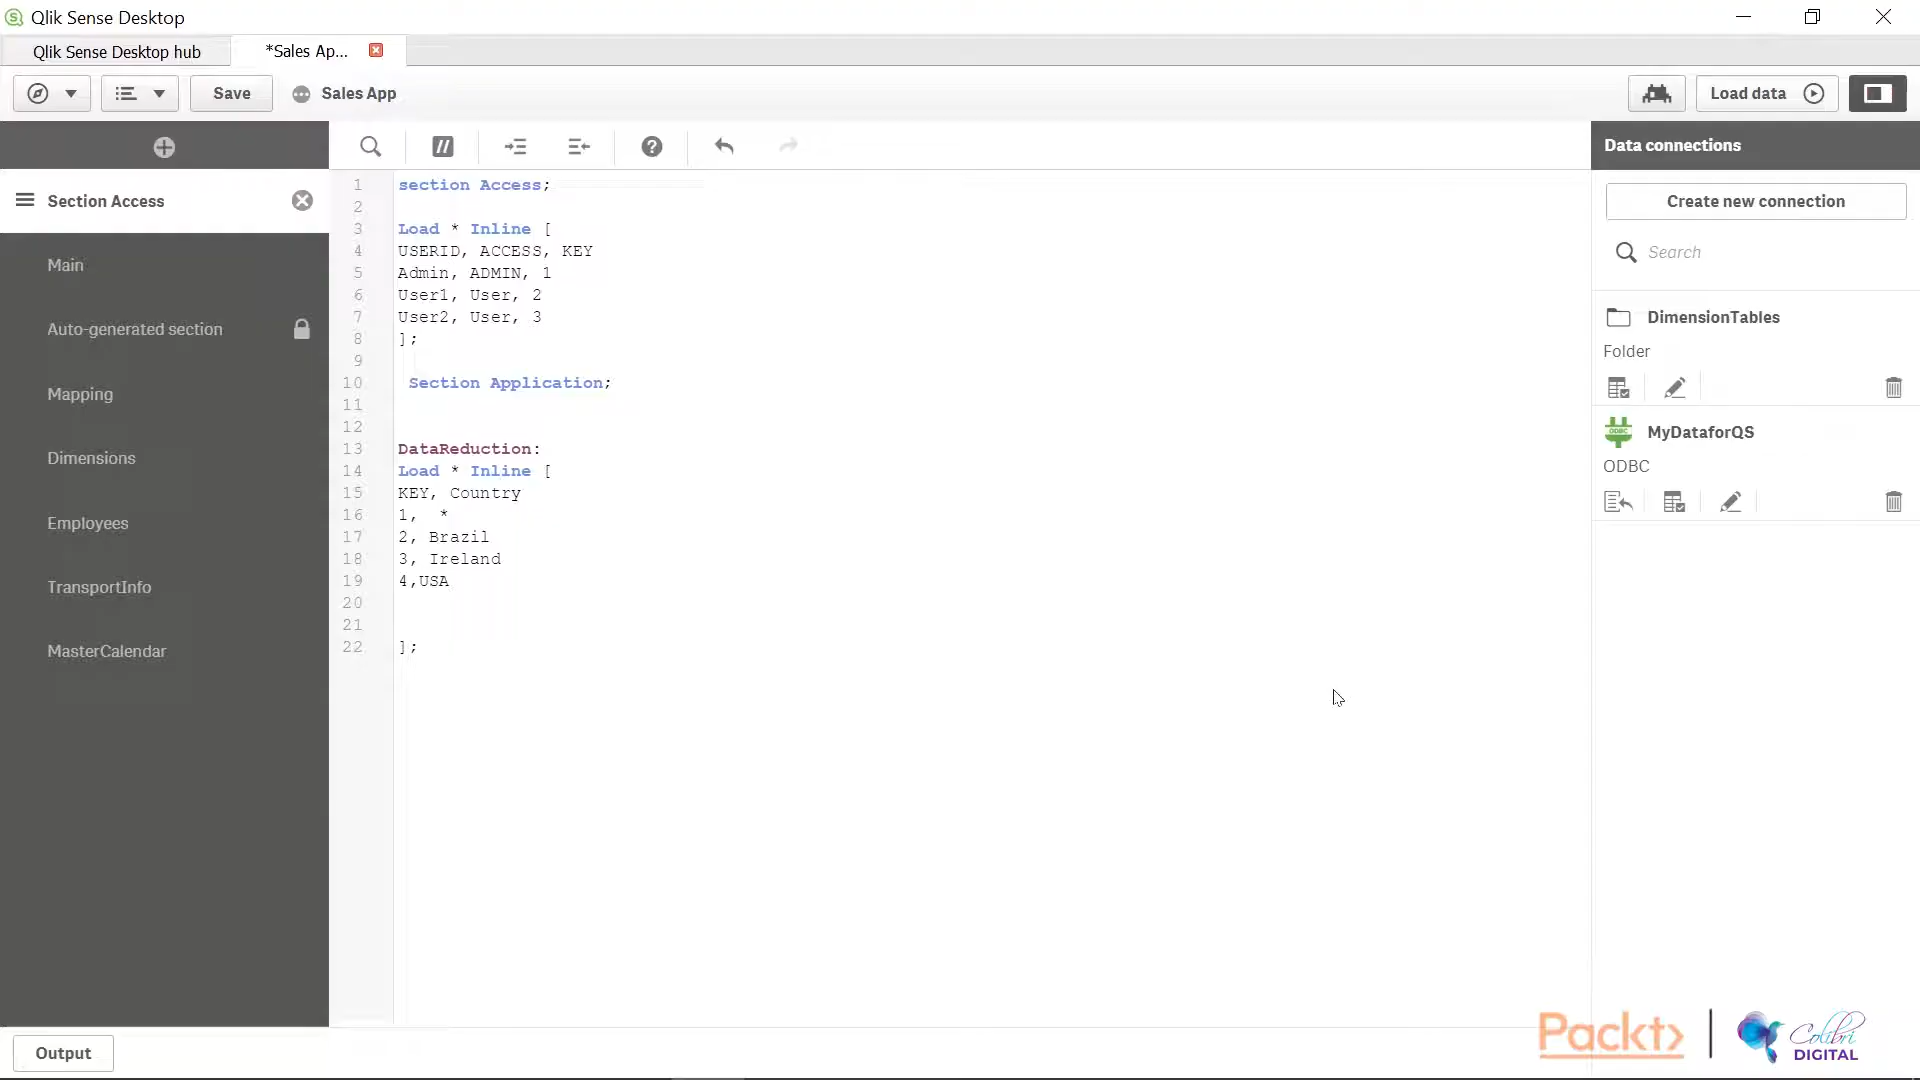 Qlik Sense Desktop
Qlik Sense Desktop hub
*Sales Ap...
Save
Sales App
Load data
Data connections
Section Access
Main
Auto-generated section
Mapping
Dimensions
Employees
TransportInfo
MasterCalendar
1 section Access;
2
3 Load * Inline [
4 USERID, ACCESS, KEY
5 Admin, ADMIN, 1
6 User1, User, 2
7 User2, User, 3
8 ];
9
10 Section Application;
11
12
13 DataReduction:
14 Load * Inline [
15 KEY, Country
16 1,  *
17 2, Brazil
18 3, Ireland
19 4,USA
20
21
22 ];
Create new connection
Search
DimensionTables
Folder
ODBC
MyDataforQS
ODBC
Output
Packt>
Colibri
DIGITAL